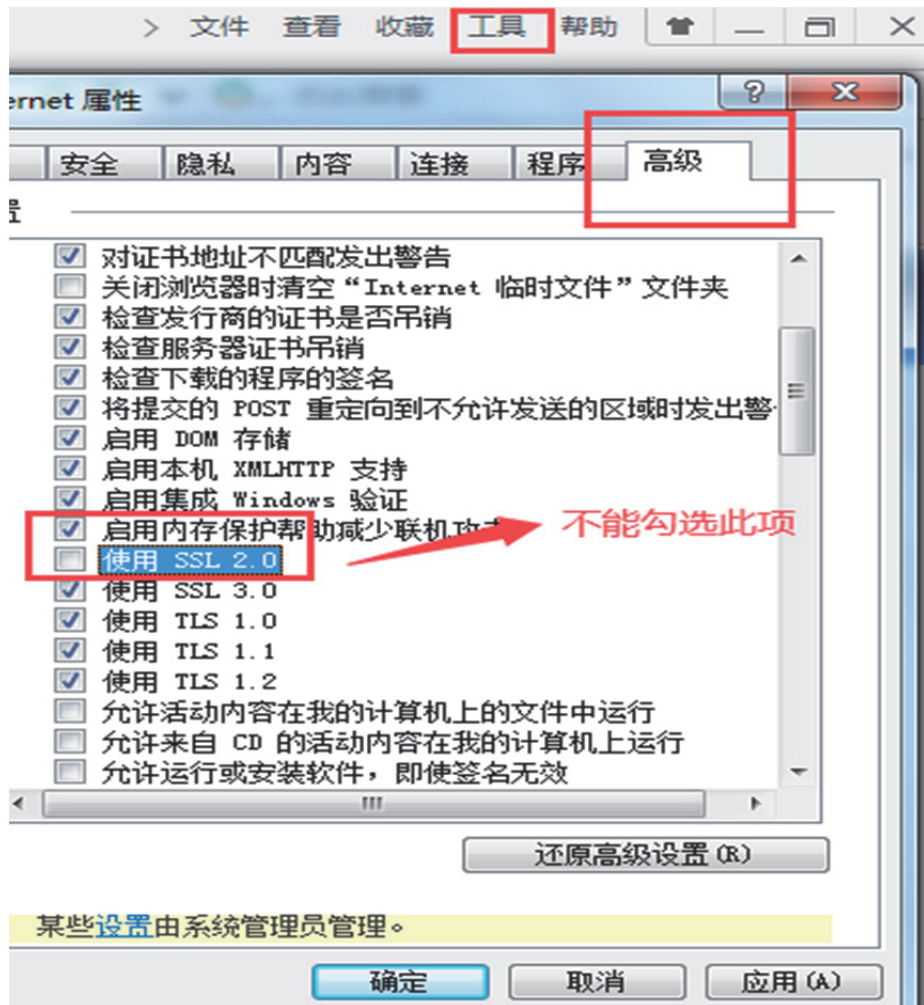 > 文件 查看 收藏 工具 帮助
ernet 属性
安全 隐私 内容 连接 程序 高级
对证书地址不匹配发出警告
关闭浏览器时清空“Internet 临时文件”文件夹
检查发行商的证书是否吊销
检查服务器证书吊销
检查下载的程序的签名
将提交的 POST 重定向到不允许发送的区域时发出警
启用 DOM 存储
启用本机 XMLHTTP 支持
启用集成 Windows 验证
启用内存保护帮助减少联机攻击
不能勾选此项
使用 SSL 2.0
使用 SSL 3.0
使用 TLS 1.0
使用 TLS 1.1
使用 TLS 1.2
允许活动内容在我的计算机上的文件中运行
允许来自 CD 的活动内容在我的计算机上运行
允许运行或安装软件，即使签名无效
还原高级设置(R)
某些设置由系统管理员管理。
确定 取消 应用(A)